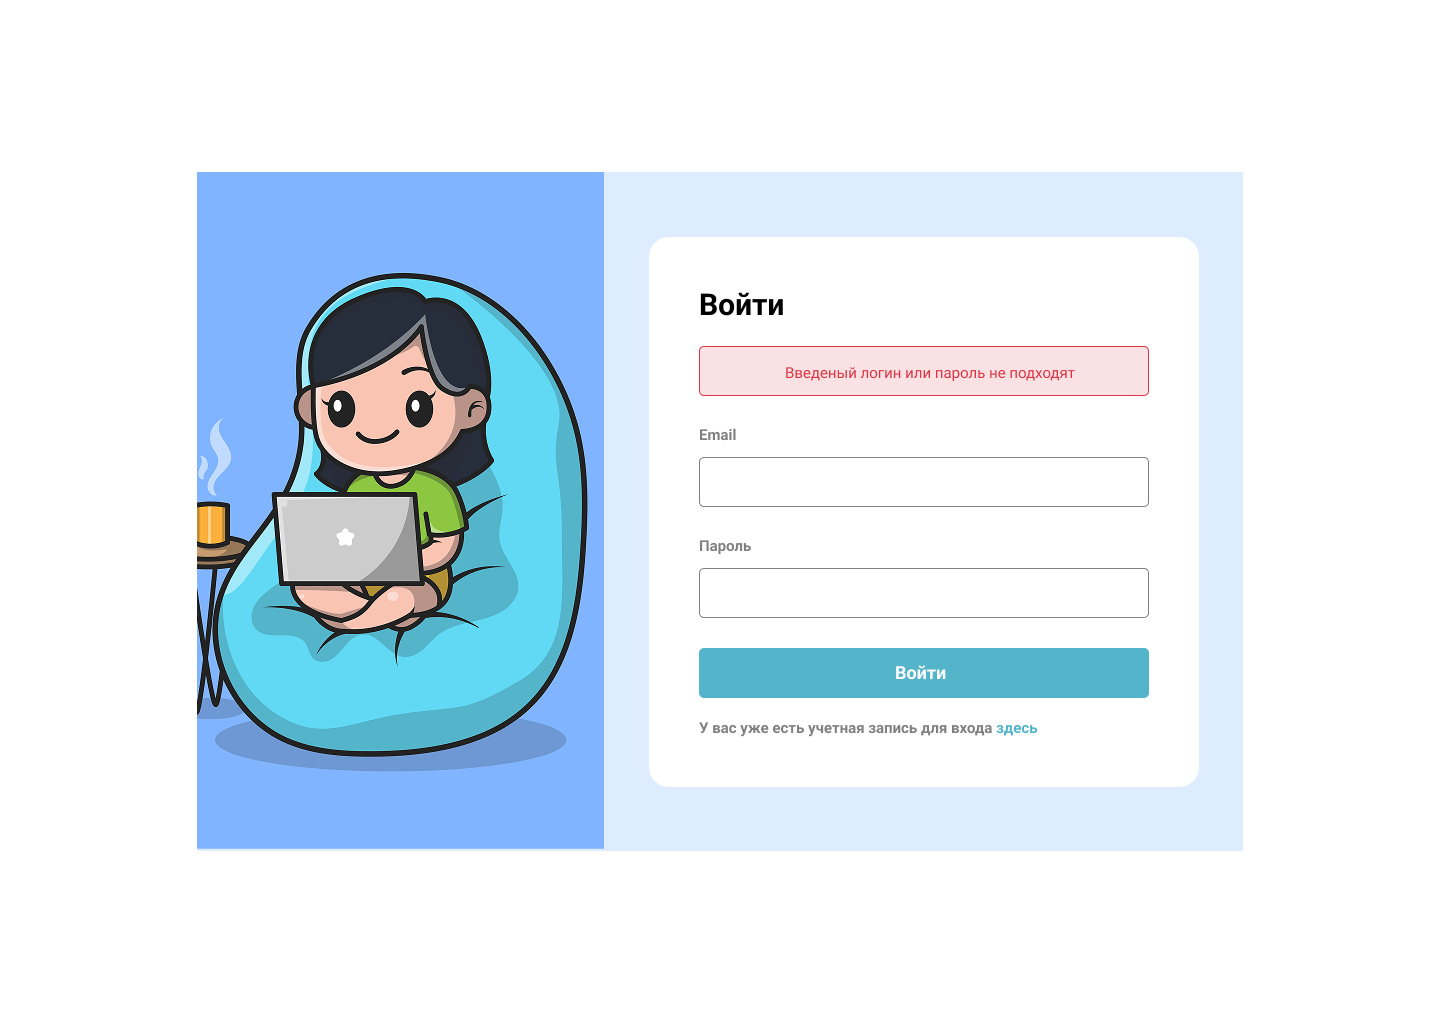 Войти
Введеный логин или пароль не подходят
Email
Пароль
Войти
У вас уже есть учетная запись для входа здесь